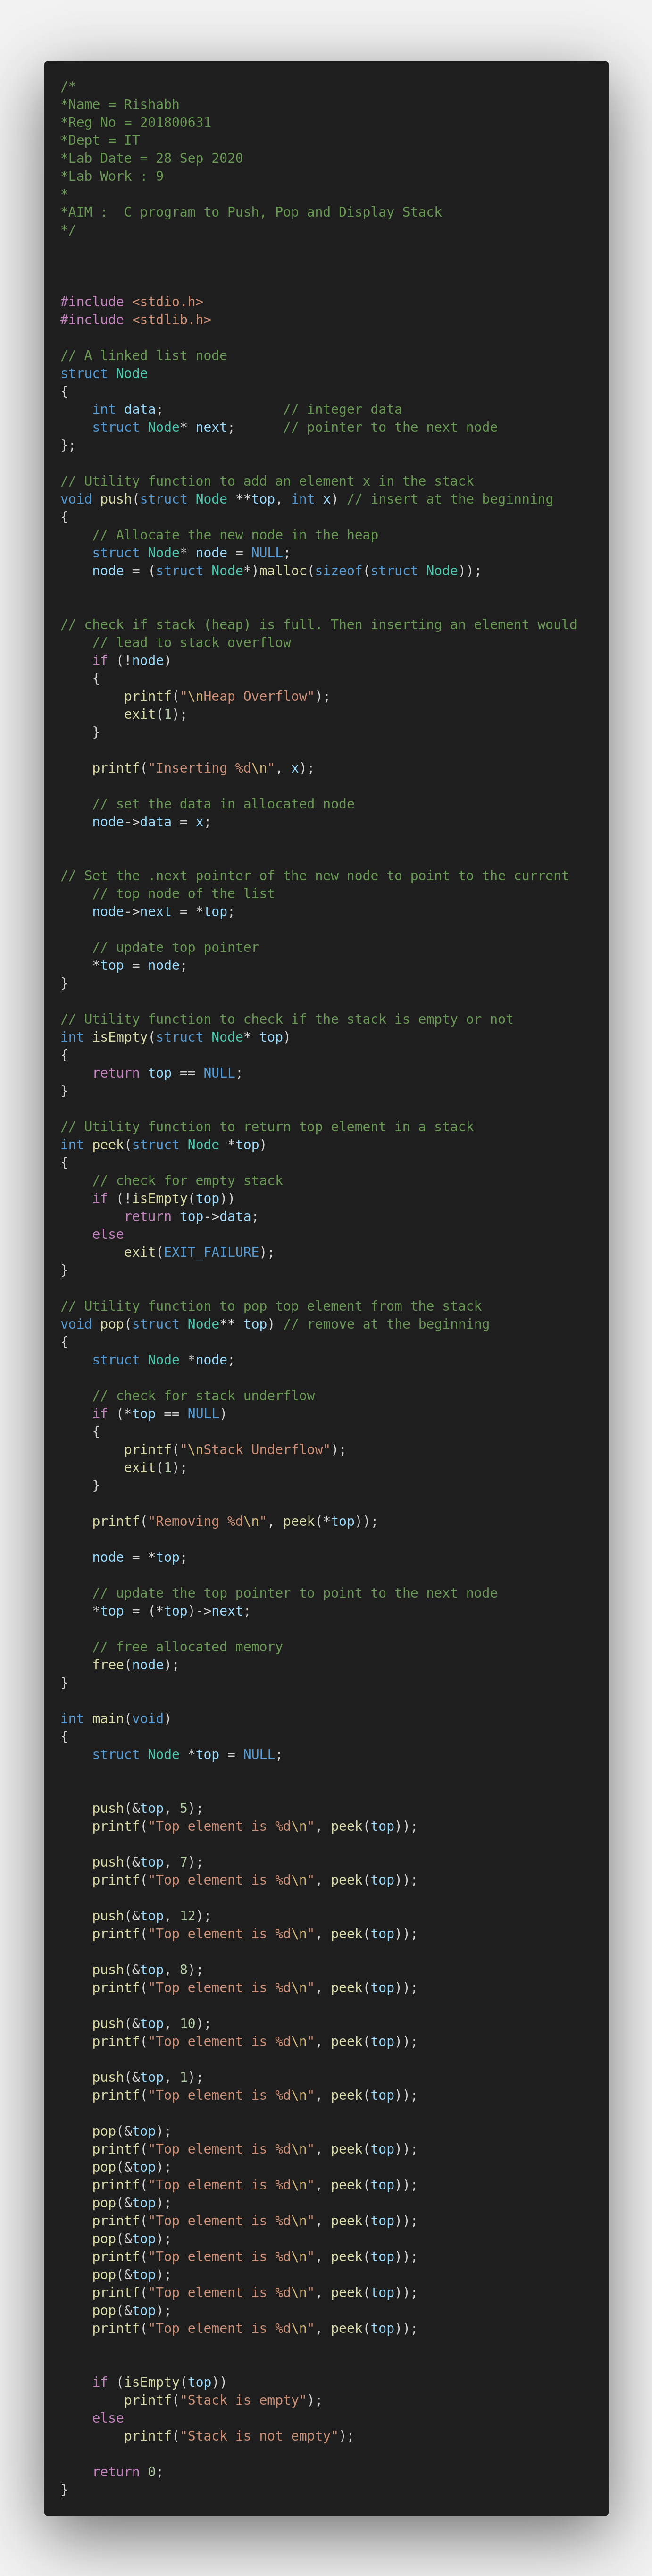 /*
*Name = Rishabh
*Reg No = 201800631
*Dept = IT
*Lab Date = 28 Sep 2020
*Lab Work : 9
*
*AIM :  C program to Push, Pop and Display Stack
*/
#include <stdio.h>
#include <stdlib.h>
// A linked list node
struct Node
{
    int data;               // integer data
    struct Node* next;      // pointer to the next node
};
// Utility function to add an element x in the stack
void push(struct Node **top, int x) // insert at the beginning
{
    // Allocate the new node in the heap
    struct Node* node = NULL;
    node = (struct Node*)malloc(sizeof(struct Node));
// check if stack (heap) is full. Then inserting an element would
    // lead to stack overflow
    if (!node)
    {
        printf("\nHeap Overflow");
        exit(1);
    }
    printf("Inserting %d\n", x);
    // set the data in allocated node
    node->data = x;
// Set the .next pointer of the new node to point to the current
    // top node of the list
    node->next = *top;
    // update top pointer
    *top = node;
}
// Utility function to check if the stack is empty or not
int isEmpty(struct Node* top)
{
    return top == NULL;
}
// Utility function to return top element in a stack
int peek(struct Node *top)
{
    // check for empty stack
    if (!isEmpty(top))
        return top->data;
    else
        exit(EXIT_FAILURE);
}
// Utility function to pop top element from the stack
void pop(struct Node** top) // remove at the beginning
{
    struct Node *node;
    // check for stack underflow
    if (*top == NULL)
    {
        printf("\nStack Underflow");
        exit(1);
    }
    printf("Removing %d\n", peek(*top));
    node = *top;
    // update the top pointer to point to the next node
    *top = (*top)->next;
    // free allocated memory
    free(node);
}
int main(void)
{
    struct Node *top = NULL;
    push(&top, 5);
    printf("Top element is %d\n", peek(top));
    push(&top, 7);
    printf("Top element is %d\n", peek(top));
    push(&top, 12);
    printf("Top element is %d\n", peek(top));
    push(&top, 8);
    printf("Top element is %d\n", peek(top));
    push(&top, 10);
    printf("Top element is %d\n", peek(top));
    push(&top, 1);
    printf("Top element is %d\n", peek(top));
    pop(&top);
    printf("Top element is %d\n", peek(top));
    pop(&top);
    printf("Top element is %d\n", peek(top));
    pop(&top);
    printf("Top element is %d\n", peek(top));
    pop(&top);
    printf("Top element is %d\n", peek(top));
    pop(&top);
    printf("Top element is %d\n", peek(top));
    pop(&top);
    printf("Top element is %d\n", peek(top));
    if (isEmpty(top))
        printf("Stack is empty");
    else
        printf("Stack is not empty");
    return 0;
}